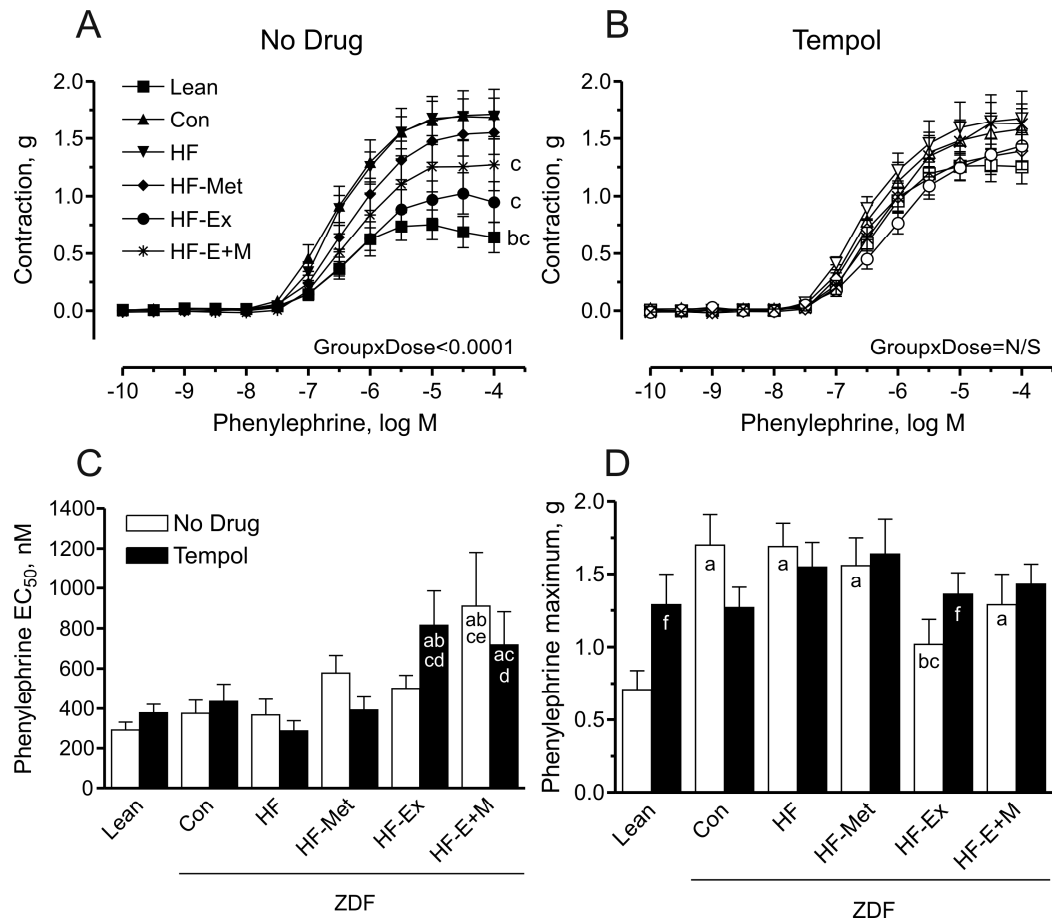 A
No Drug
2.0
1.5
1.0
0.5
0.0
Contraction, g
Lean
Con
HF
HF-Met
HF-Ex
HF-E+M
c
c
bc
GroupxDose<0.0001
-10 -9 -8 -7 -6 -5 -4
Phenylephrine, log M
B
Tempol
2.0
1.5
1.0
0.5
0.0
Contraction, g
GroupxDose=N/S
-10 -9 -8 -7 -6 -5 -4
Phenylephrine, log M
C
1400
1200
1000
800
600
400
200
0
Phenylephrine EC50, nM
No Drug
Tempol
ab
cd
ab
ce
ac
d
Lean Con HF HF-Met HF-Ex HF-E+M
ZDF
D
2.0
1.5
1.0
0.5
0.0
Phenylephrine maximum, g
f
a
a
a
bc
f
a
Lean Con HF HF-Met HF-Ex HF-E+M
ZDF